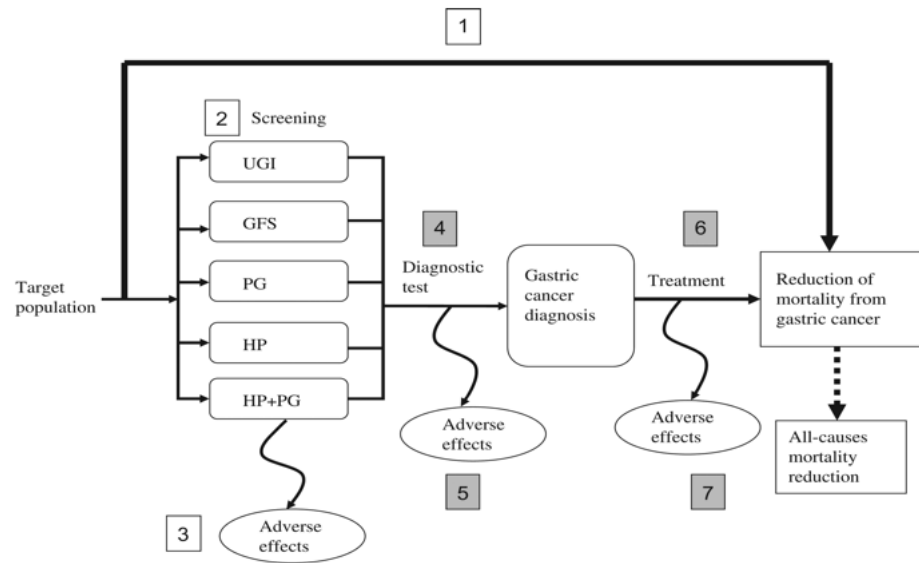 1
2
Screening
UGI
GFS
PG
HP
HP+PG
Target
population
3
Adverse
effects
4
Diagnostic
test
Adverse
effects
5
Gastric
cancer
diagnosis
6
Treatment
Adverse
effects
7
Reduction of
mortality from
gastric cancer
All-causes
mortality
reduction